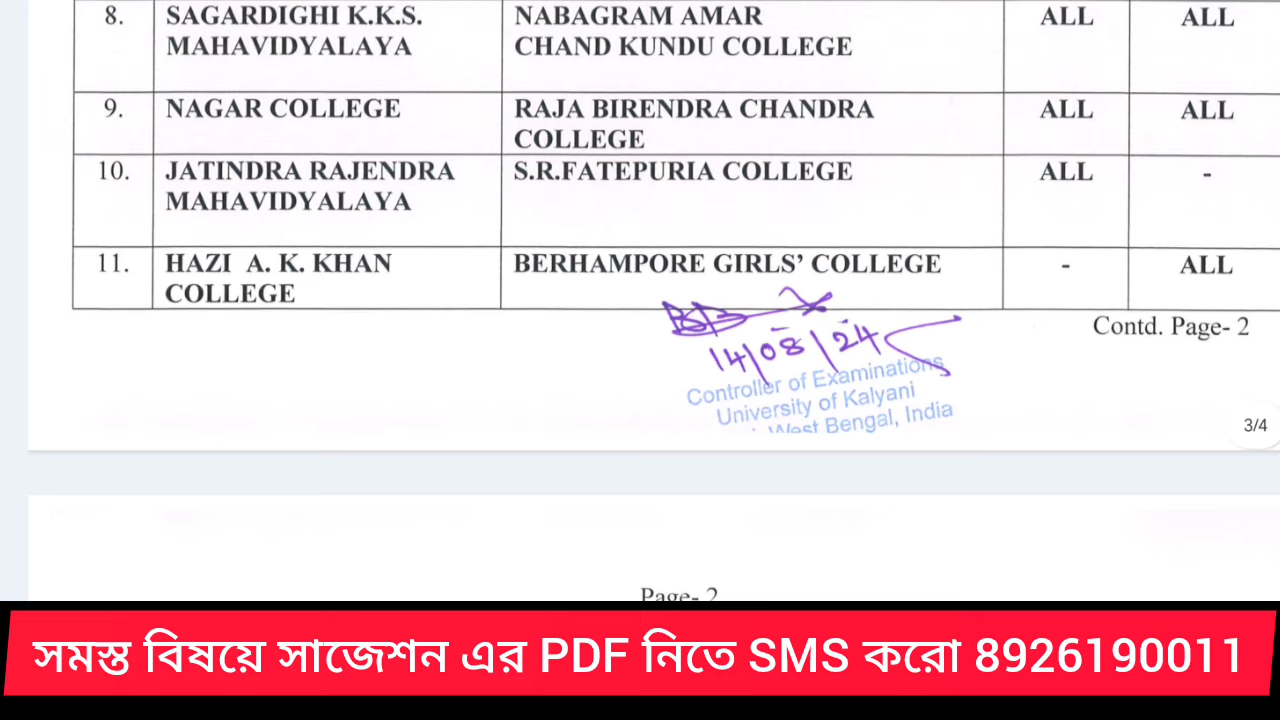 8. SAGARDIGHI K.K.S. NABAGRAM AMAR ALL ALL
MAHAVIDYALAYA CHAND KUNDU COLLEGE
9. NAGAR COLLEGE RAJA BIRENDRA CHANDRA ALL ALL
COLLEGE
10. JATINDRA RAJENDRA S.R.FATEPURIA COLLEGE ALL -
MAHAVIDYALAYA
11. HAZI A. K. KHAN BERHAMPORE GIRLS’ COLLEGE - ALL
COLLEGE
Contd. Page- 2
14/08/24
Controller of Examinations
University of Kalyani
West Bengal, India
3/4
Page- 2
সমস্ত বিষয়ে সাজেশন এর PDF নিতে SMS করো 8926190011